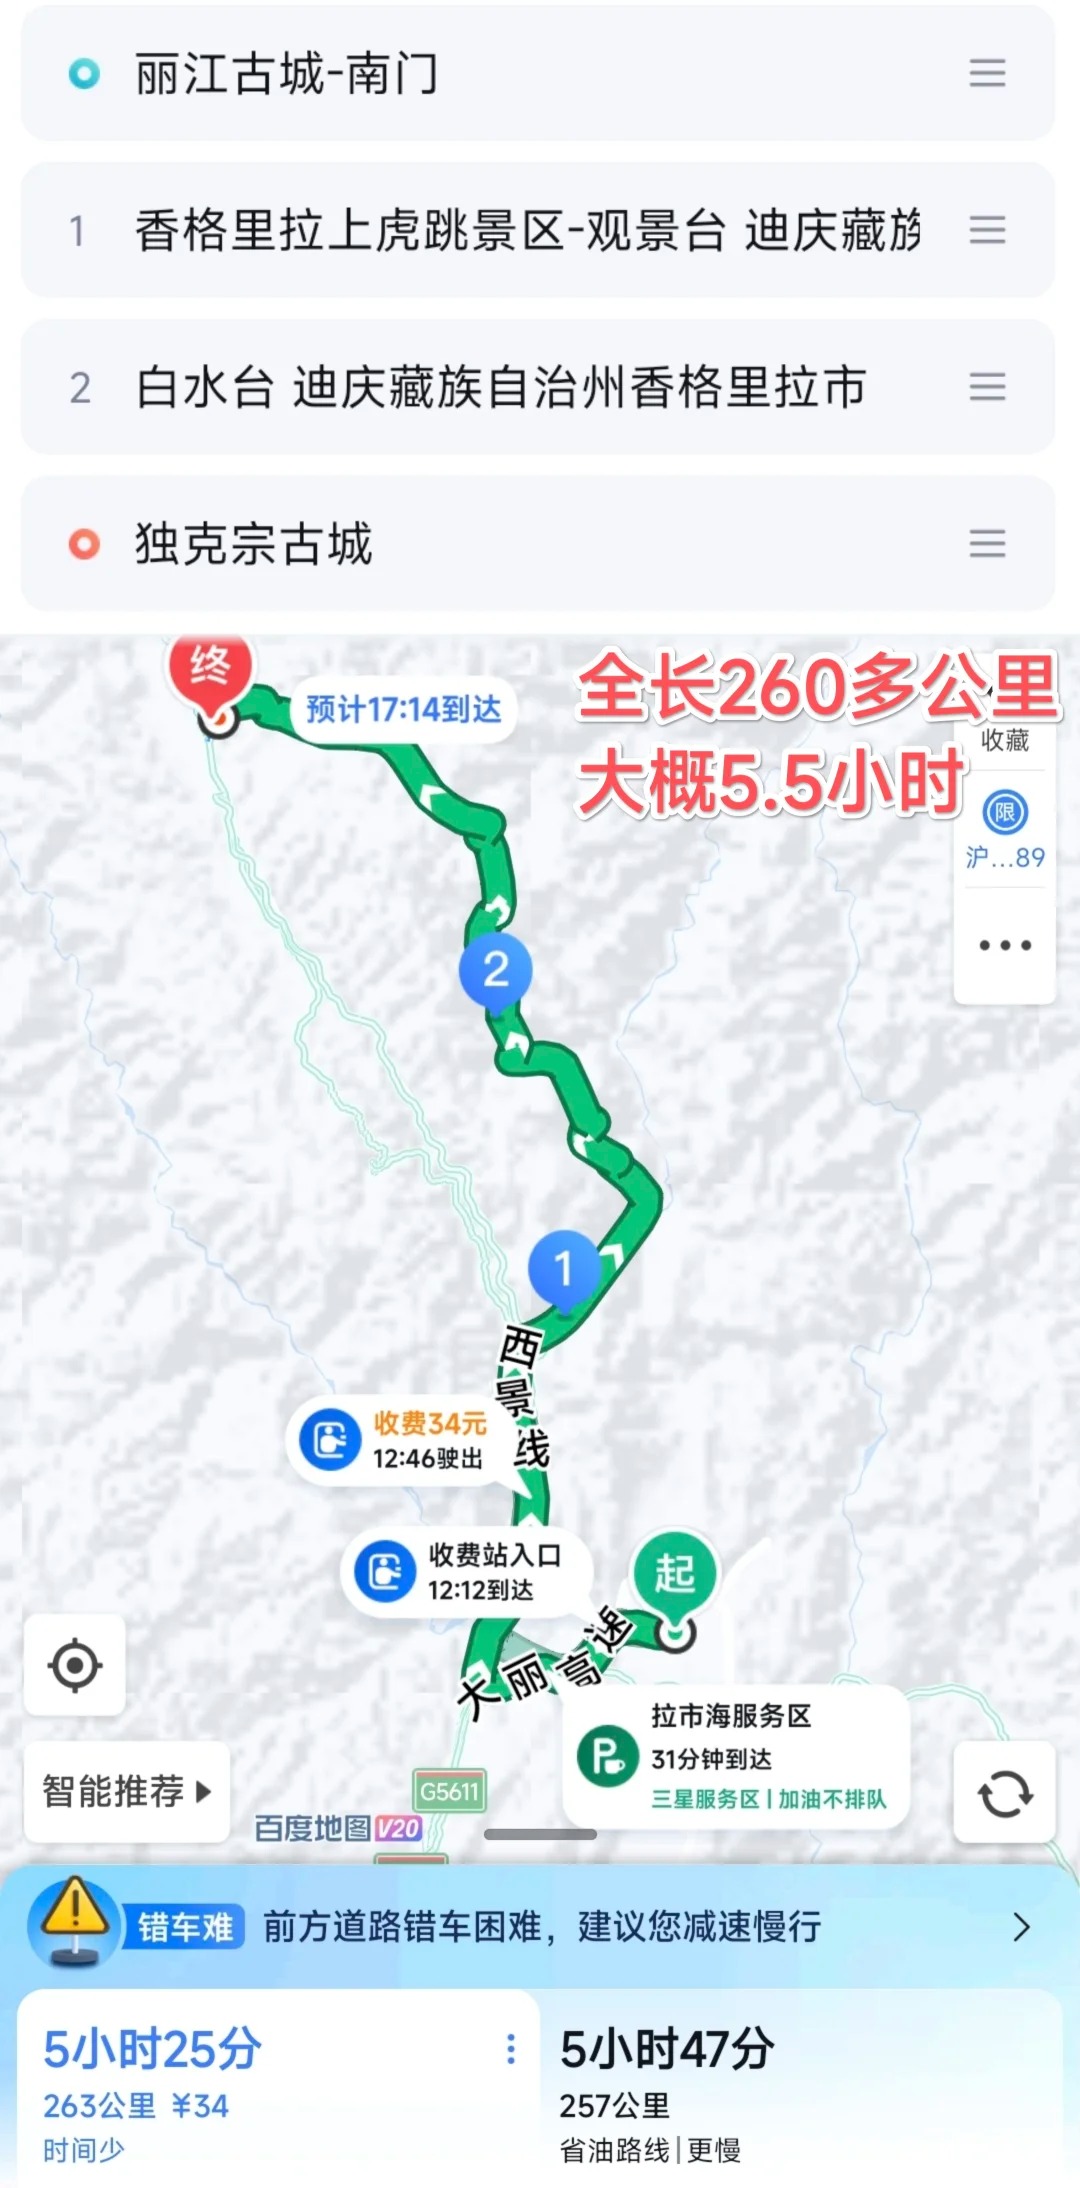 丽江古城-南门
1 香格里拉上虎跳景区-观景台 迪庆藏族
2 白水台 迪庆藏族自治州香格里拉市
独克宗古城
终
预计17:14到达
全长260多公里
大概5.5小时
收藏
限
沪...89
2
1
西景线
收费34元
12:46驶出
收费站入口
12:12到达
起
大丽高速
拉市海服务区
31分钟到达
三星服务区|加油不排队
智能推荐
G5611
百度地图V20
错车难 前方道路错车困难，建议您减速慢行
5小时25分
263公里 ¥34
时间少
5小时47分
257公里
省油路线|更慢